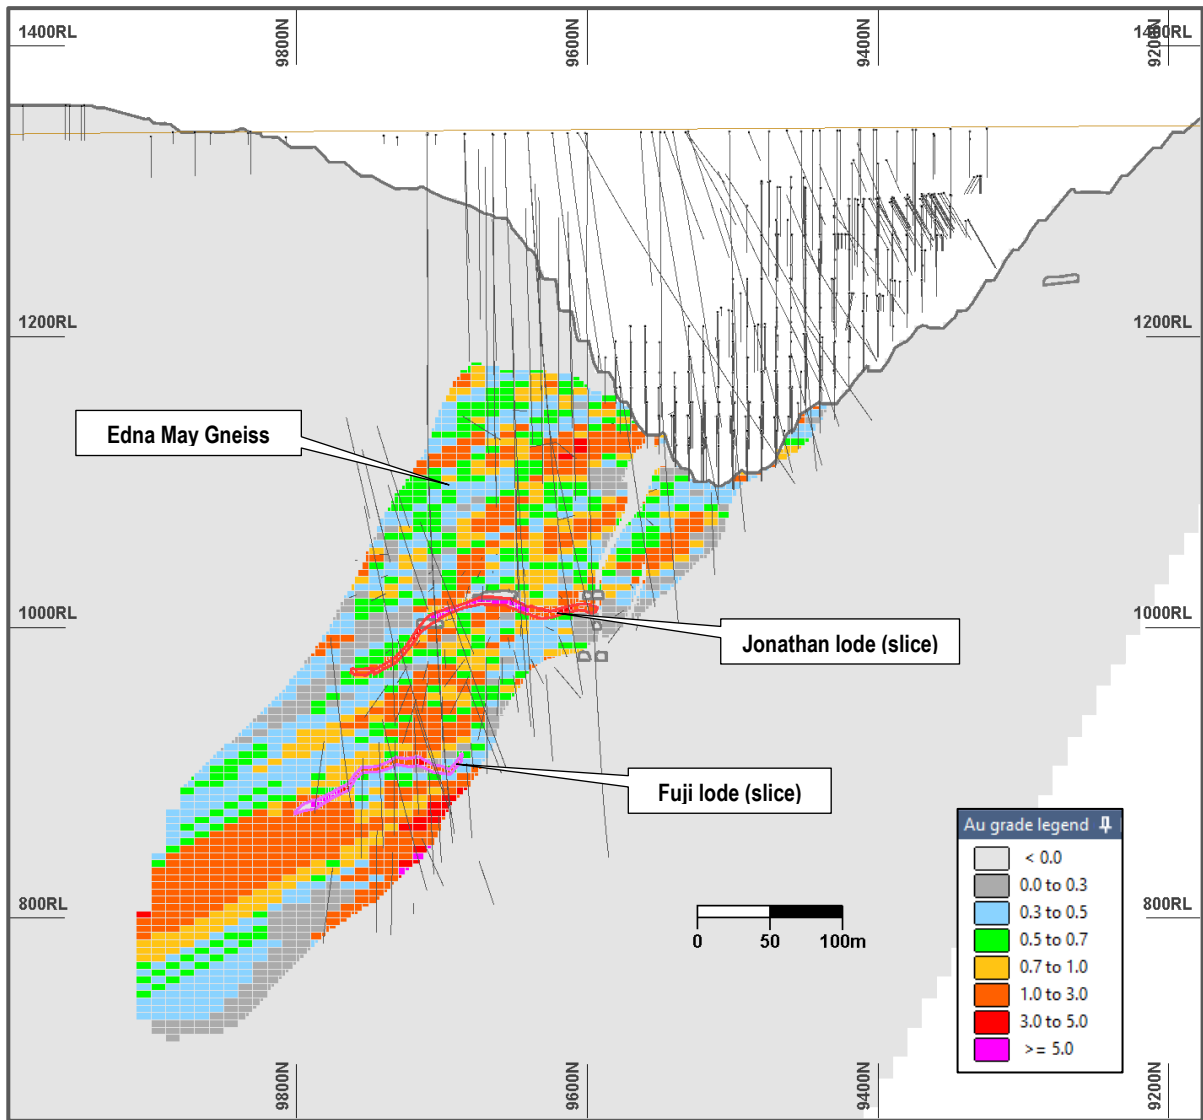 1400RL
9800N
9600N
9400N
1400RL
9200N
1200RL
1200RL
Edna May Gneiss
1000RL
1000RL
Jonathan lode (slice)
Fuji lode (slice)
Au grade legend
< 0.0
0.0 to 0.3
0.3 to 0.5
0.5 to 0.7
0.7 to 1.0
1.0 to 3.0
3.0 to 5.0
>= 5.0
800RL
800RL
0 50 100m
9800N
9600N
9400N
9200N